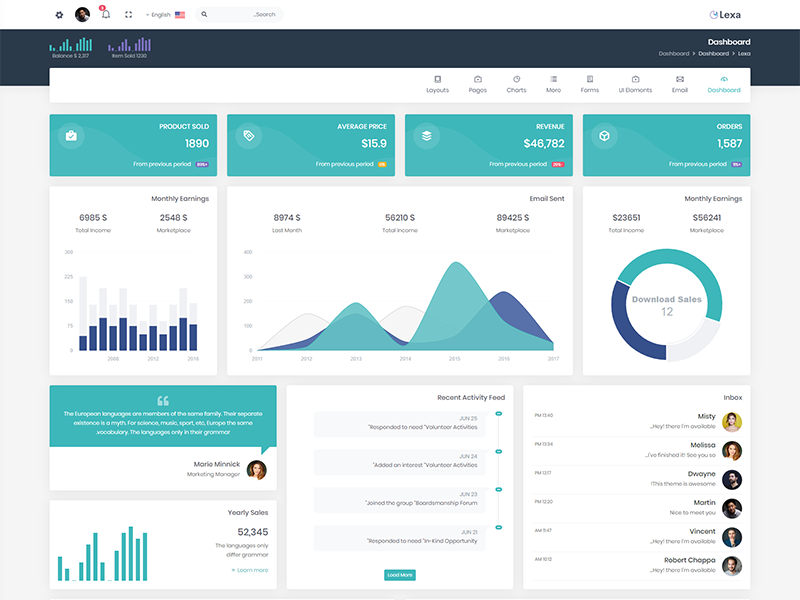 3
English
Search...
Lexa
Balance $ 2,317
Item Sold 1230
Dashboard
Dashboard > Dashboard > Lexa
Layouts
Pages
Charts
More
Forms
UI Elements
Email
Dashboard
PRODUCT SOLD
1890
From previous period
AVERAGE PRICE
$15.9
From previous period
REVENUE
$46,782
From previous period
ORDERS
1,587
From previous period
Monthly Earnings
6985 $
2548 $
Total Income
Marketplace
300
225
150
75
0
2008
2012
2016
Email Sent
8974 $
56210 $
89425 $
Last Month
Total Income
Marketplace
400
300
200
100
0
2011
2012
2013
2014
2015
2016
2017
Monthly Earnings
$23651
$56241
Total Income
Marketplace
Download Sales
12
The European languages are members of the same family. Their separate
existence is a myth. For science, music, sport, etc, Europe the same
.vocabulary. The languages only in their grammar
Marie Minnick
Marketing Manager
Yearly Sales
52,345
The languages only
differ grammar
Learn more
Recent Activity Feed
JUN 25
"Responded to need "Volunteer Activities
JUN 24
"Added an interest "Volunteer Activities
JUN 23
"Joined the group "Boardsmanship Forum
JUN 21
"Responded to need "In-Kind Opportunity
Load More
Inbox
PM 13:40
Misty
...Hey! there I'm available
PM 13:34
Melissa
...I've finished it! See you so
PM 13:17
Dwayne
!This theme is awesome
PM 12:20
Martin
Nice to meet you
AM 11:47
Vincent
...Hey! there I'm available
AM 10:12
Robert Chappa
...Hey! there I'm available